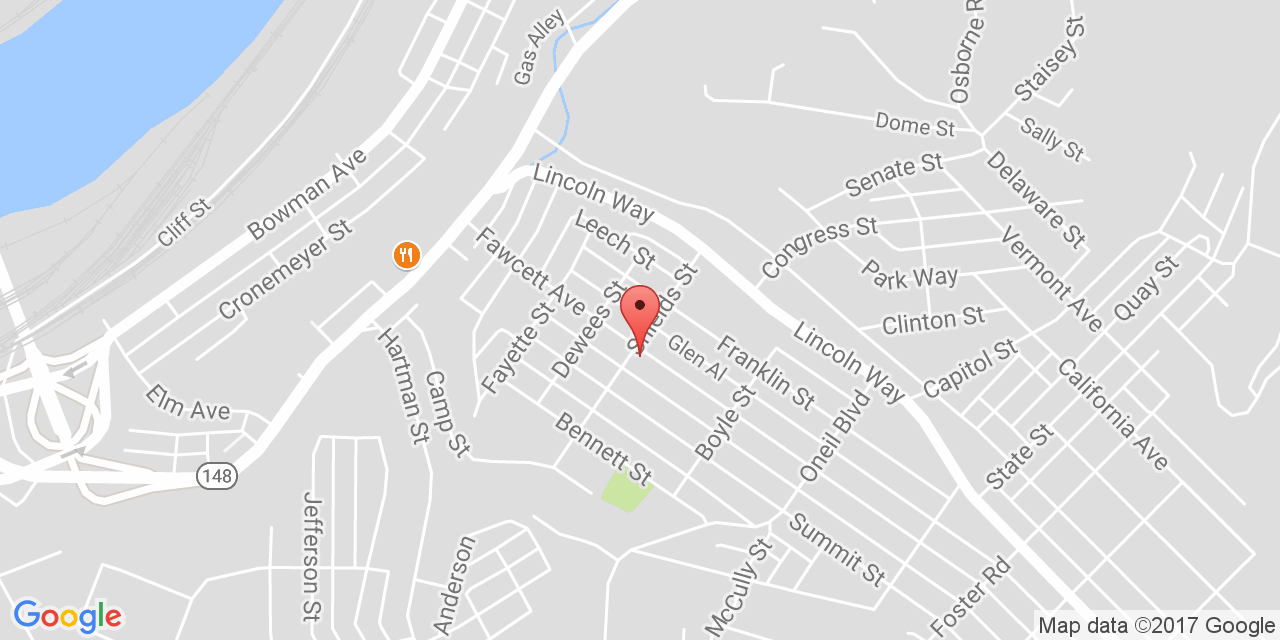 Gas Alley
Osborne R
Staisey St
Dome St
Sally St
Senate St
Delaware St
Lincoln Way
Bowman Ave
Cliff St
Leech St
Congress St
Vermont Ave
Fawcett Ave
Cronemeyer St
Park Way
Quay St
Shields St
Dewees St
Fayette St
Clinton St
Glen Al
Franklin St
Lincoln Way
Capitol St
Hartman St
Camp St
Elm Ave
California Ave
Boyle St
Oneil Blvd
Bennett St
State St
148
Jefferson St
Anderson
Summit St
McCully St
Foster Rd
Google
Map data ©2017 Google